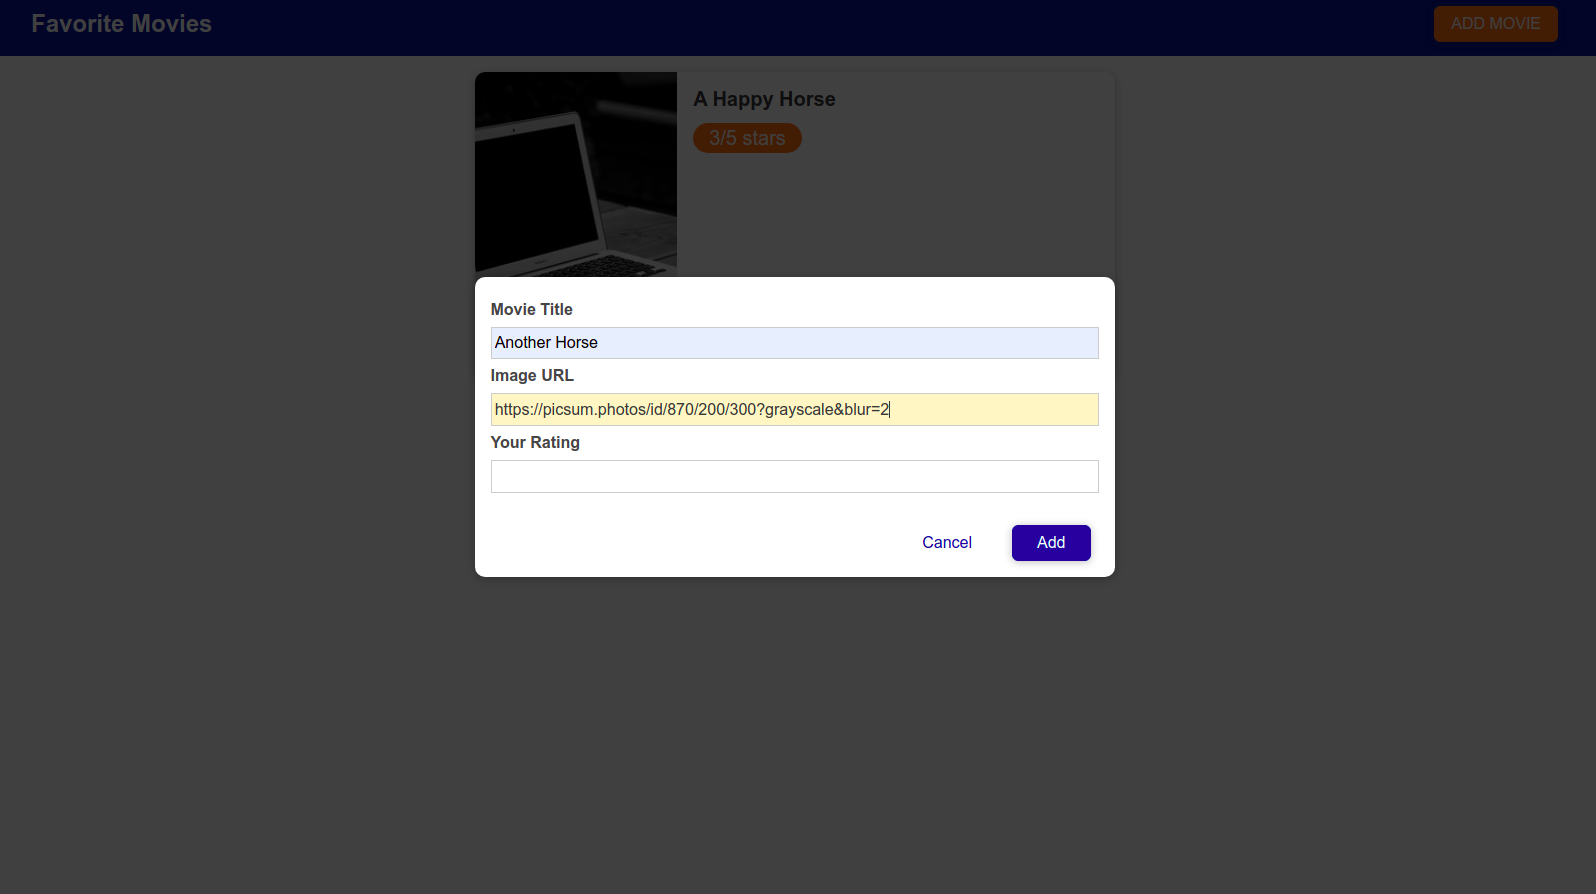 Favorite Movies
ADD MOVIE
A Happy Horse
3/5 stars
Movie Title
Another Horse
Image URL
https://picsum.photos/id/870/200/300?grayscale&blur=2
Your Rating
Cancel
Add